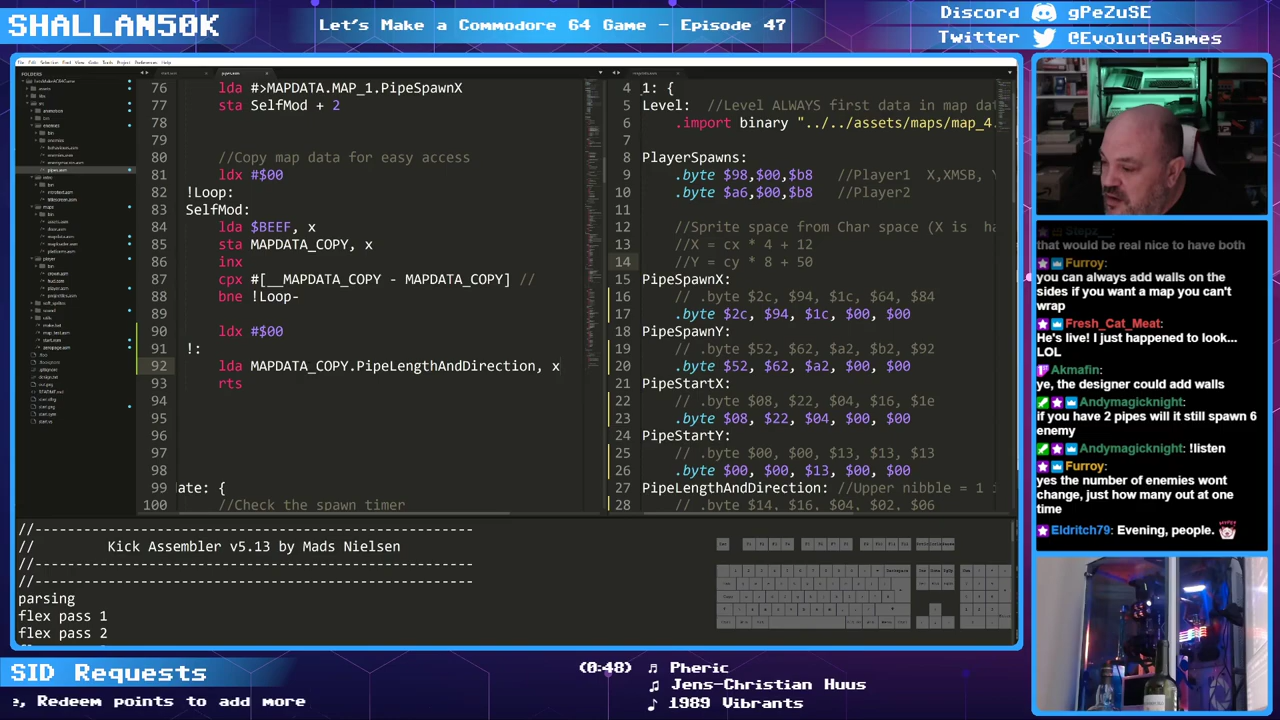 SHALLAN50K
Let's Make a Commodore 64 Game - Episode 47
Discord gPeZuSE
Twitter @EvoluteGames
FOLDERS
76 lda #>MAPDATA.MAP_1.PipeSpawnX
77 sta SelfMod + 2
78
79
80 //Copy map data for easy access
81 ldx #$00
82 !Loop:
83 SelfMod:
84 lda $BEEF, x
85 sta MAPDATA_COPY, x
86 inx
87 cpx #[__MAPDATA_COPY - MAPDATA_COPY] //
88 bne !Loop-
89
90 ldx #$00
91 !:
92 lda MAPDATA_COPY.PipeLengthAndDirection, x
93 rts
94
95
96
97
98
99 ate: {
100 //Check the spawn timer
4 1: {
5 Level: //Level ALWAYS first data in map da
6 .import binary "../../assets/maps/map_4.
7
8 PlayerSpawns:
9 .byte $98,$00,$b8 //Player1 X,XMSB, Y
10 .byte $a6,$00,$b8 //Player2
11
12 //Sprite space from Char space (X is ha
13 //X = cx * 4 + 12
14 //Y = cy * 8 + 50
15 PipeSpawnX:
16 // .byte $2c, $94, $1c, $64, $84
17 .byte $2c, $94, $1c, $00, $00
18 PipeSpawnY:
19 // .byte $52, $62, $a2, $b2, $92
20 .byte $52, $62, $a2, $00, $00
21 PipeStartX:
22 // .byte $08, $22, $04, $16, $1e
23 .byte $08, $22, $04, $00, $00
24 PipeStartY:
25 // .byte $00, $00, $13, $13, $13
26 .byte $00, $00, $13, $00, $00
27 PipeLengthAndDirection: //Upper nibble = 1 i
28 // .byte $14, $16, $04, $02, $06
//--------------------------------------------------
// Kick Assembler v5.13 by Mads Nielsen
//--------------------------------------------------
//--------------------------------------------------
parsing
flex pass 1
flex pass 2
Stepz__:
that would be real nice to have both
Furroy:
you can always add walls on the
sides if you want a map you can't
wrap
Fresh_Cat_Meat:
He's live! I just happened to look...
LOL
Akmafin:
ye, the designer could add walls
Andymagicknight:
if you have 2 pipes will it still spawn 6
enemy
Andymagicknight: !listen
Furroy:
yes the number of enemies wont
change, just how many out at one
time
Eldritch79: Evening, people.
SID Requests
e, Redeem points to add more
(0:48) ♫ Pheric
♫ Jens-Christian Huus
♪ 1989 Vibrants